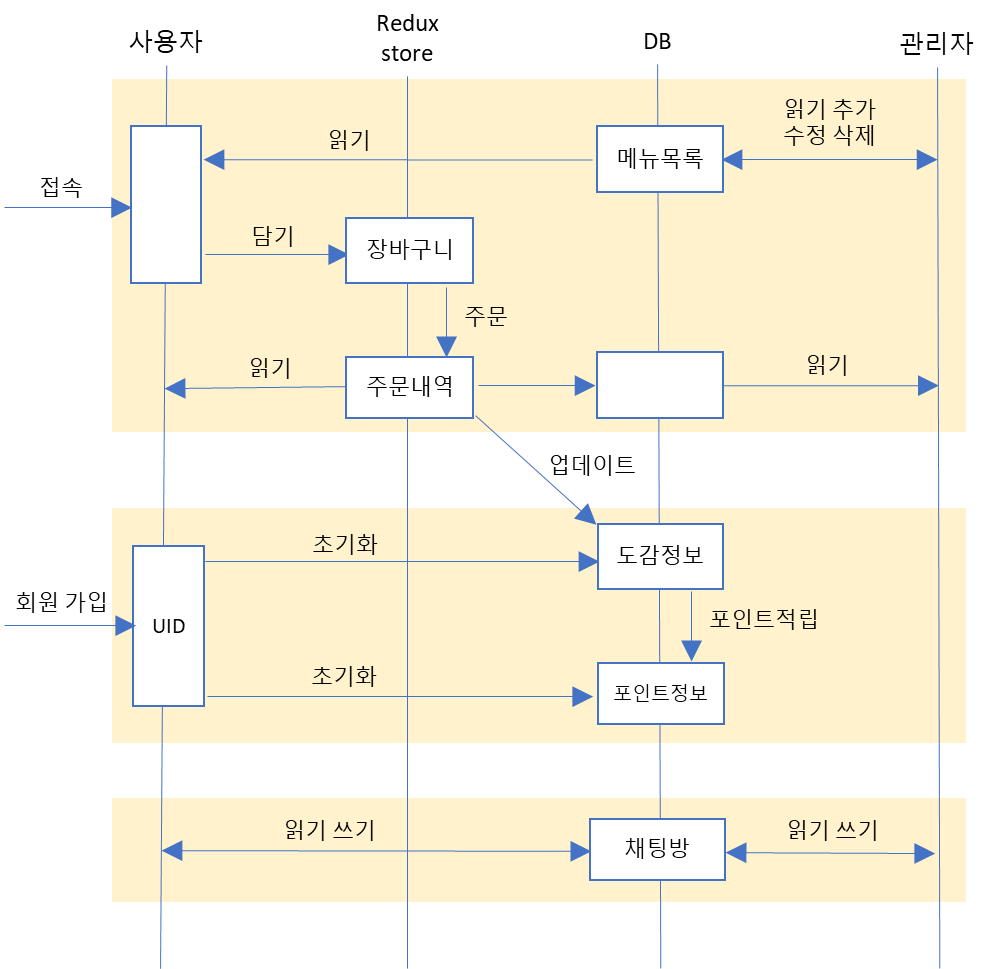 사용자
Redux
store
DB
관리자
읽기 추가
수정 삭제
읽기
메뉴목록
접속
담기
장바구니
주문
읽기
주문내역
읽기
업데이트
초기화
도감정보
회원 가입
UID
포인트적립
초기화
포인트정보
읽기 쓰기
채팅방
읽기 쓰기